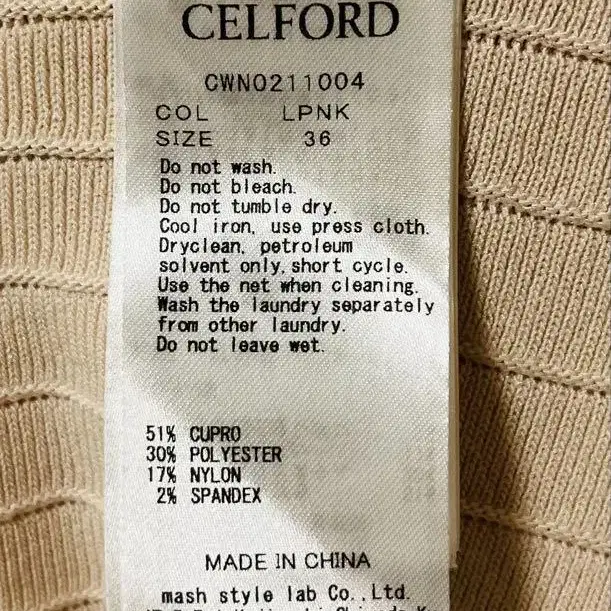 CELFORD
CWNO211004
COL LPNK
SIZE 36
Do not wash.
Do not bleach.
Do not tumble dry.
Cool iron, use press cloth.
Dryclean, petroleum
solvent only, short cycle.
Use the net when cleaning.
Wash the laundry separately
from other laundry.
Do not leave wet.
51% CUPRO
30% POLYESTER
17% NYLON
2% SPANDEX
MADE IN CHINA
mash style lab Co.,Ltd.